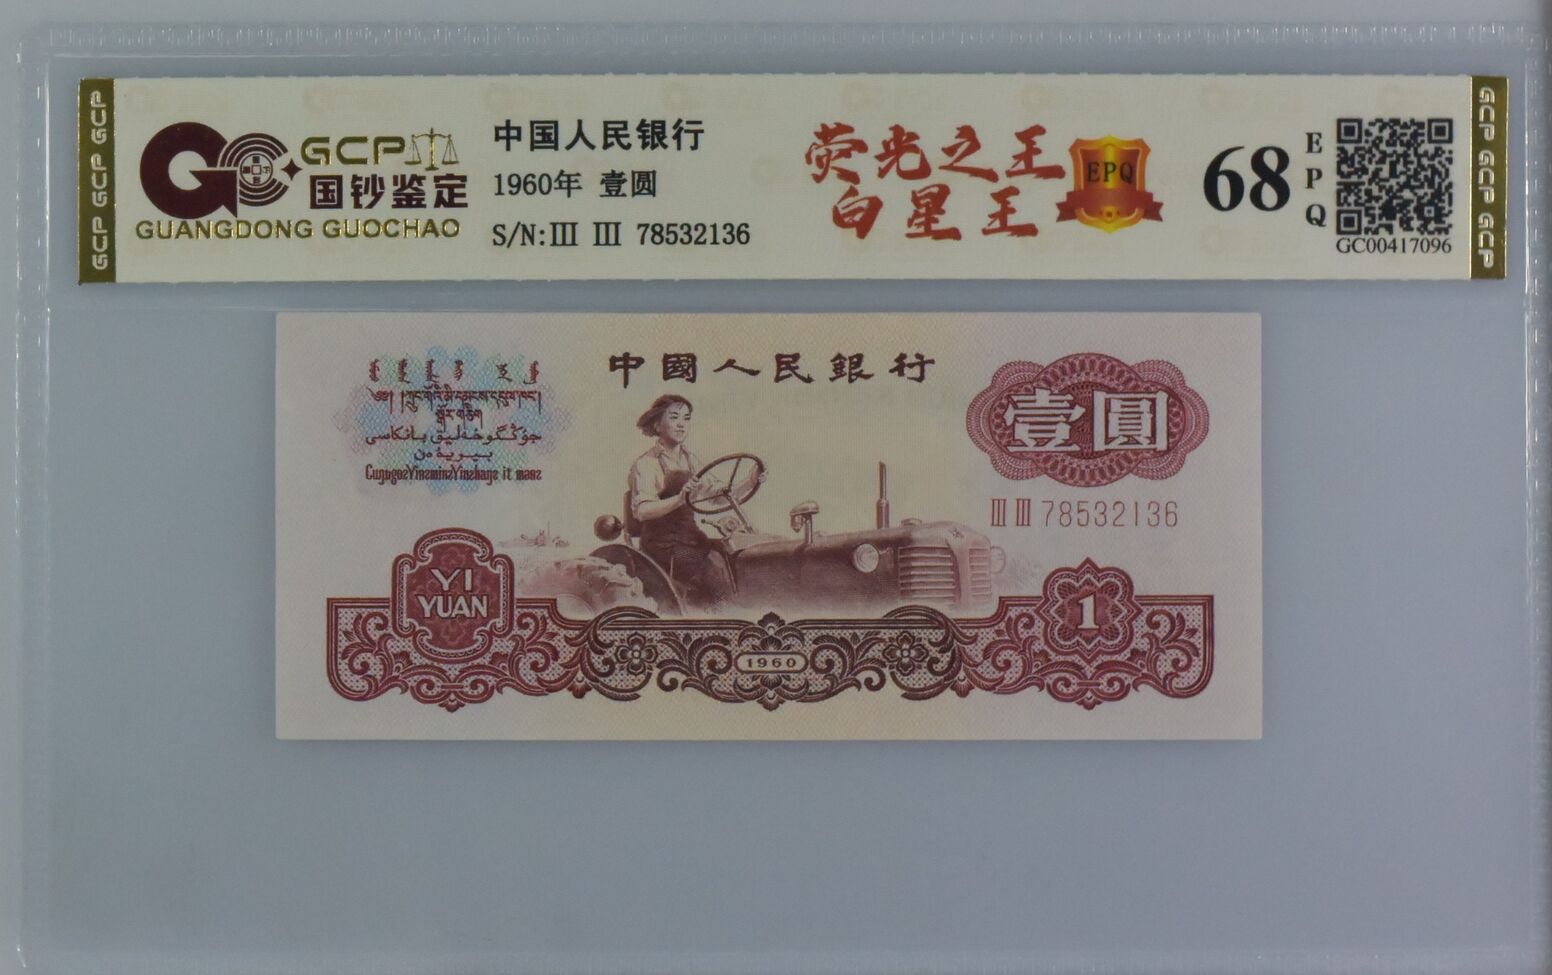 GCP GCP GCP
GCP
国钞鉴定
GUANGDONG GUOCHAO
中国人民银行
1960年 壹圆
S/N:III III 78532136
荧光之王
白星王
EPQ
68
EPQ
GC00417096
GCP GCP GCP
中國人民銀行
壹圓
III III 78532136
YI
YUAN
1960
1